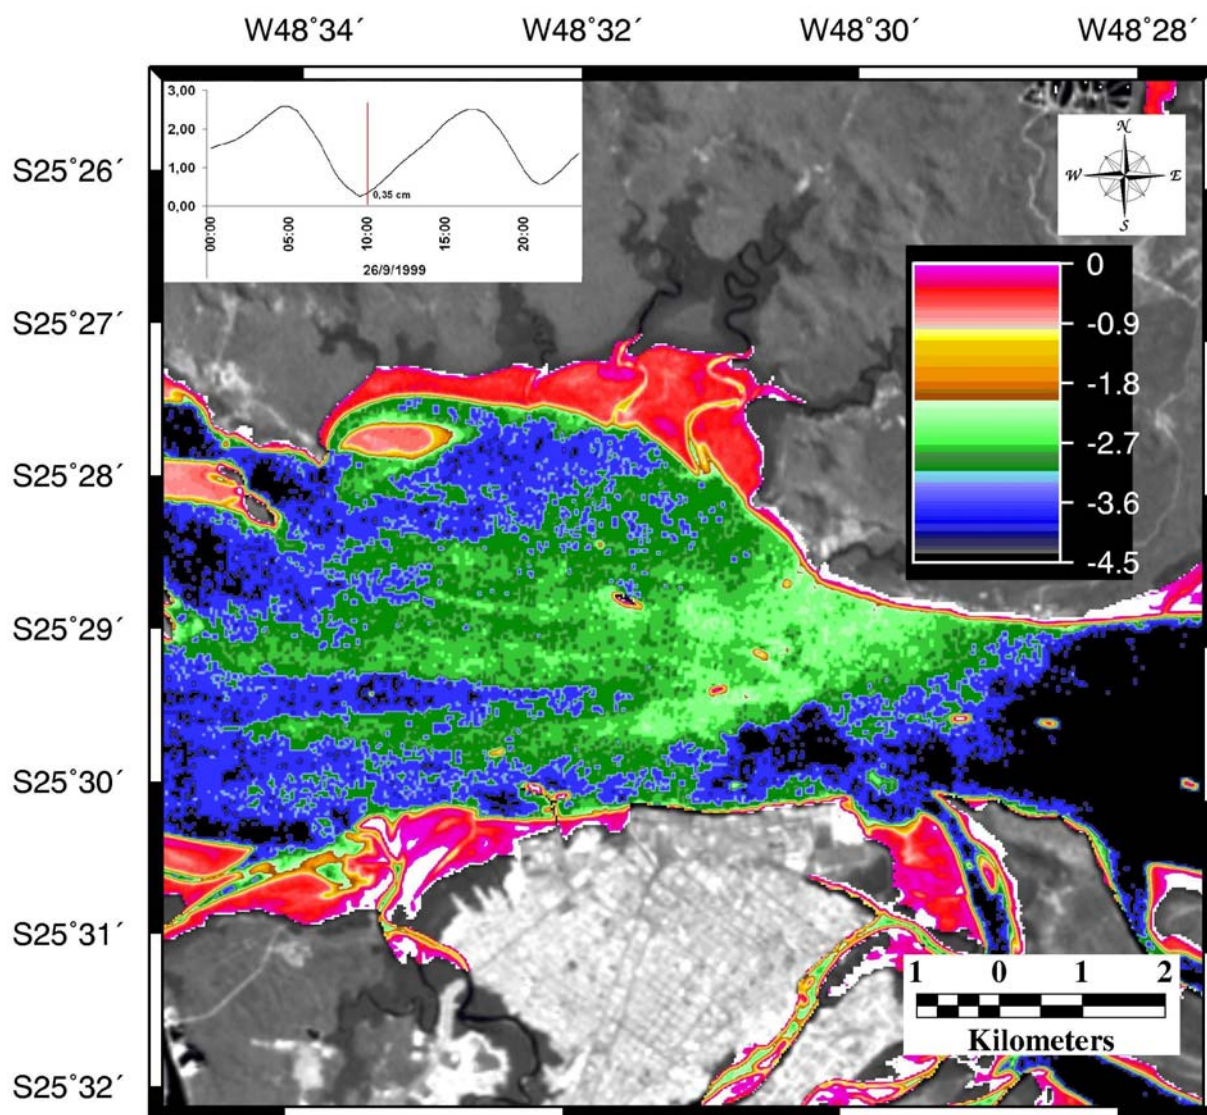 W48˚34´ W48˚32´ W48˚30´ W48˚28´
S25˚26´
S25˚27´
S25˚28´
S25˚29´
S25˚30´
S25˚31´
S25˚32´
3,00
2,00
1,00
0,00
0,35 cm
00:00 05:00 10:00 15:00 20:00
26/9/1999
N
W E
S
0
-0.9
-1.8
-2.7
-3.6
-4.5
1 0 1 2
Kilometers